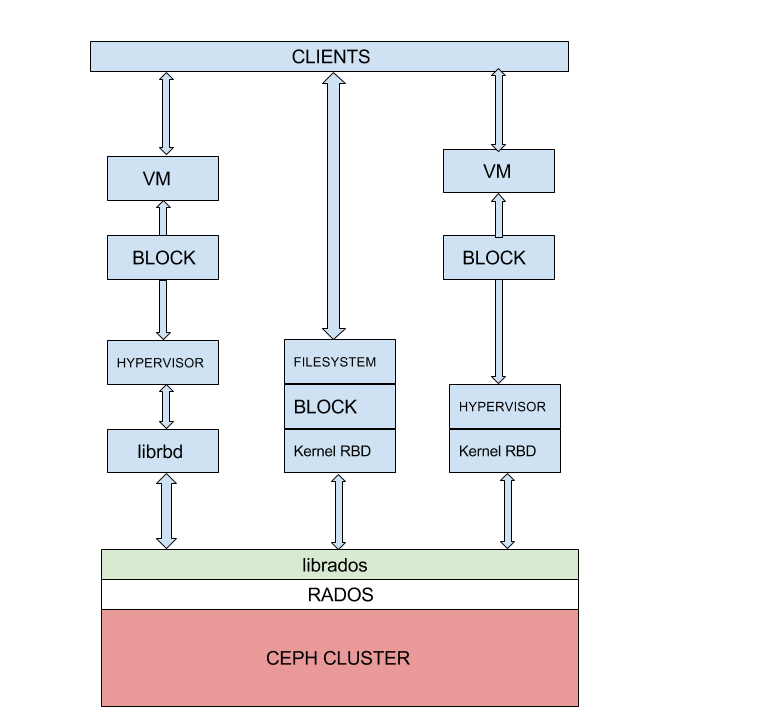 CLIENTS
VM
VM
BLOCK
BLOCK
HYPERVISOR
FILESYSTEM
BLOCK
HYPERVISOR
librbd
Kernel RBD
Kernel RBD
librados
RADOS
CEPH CLUSTER